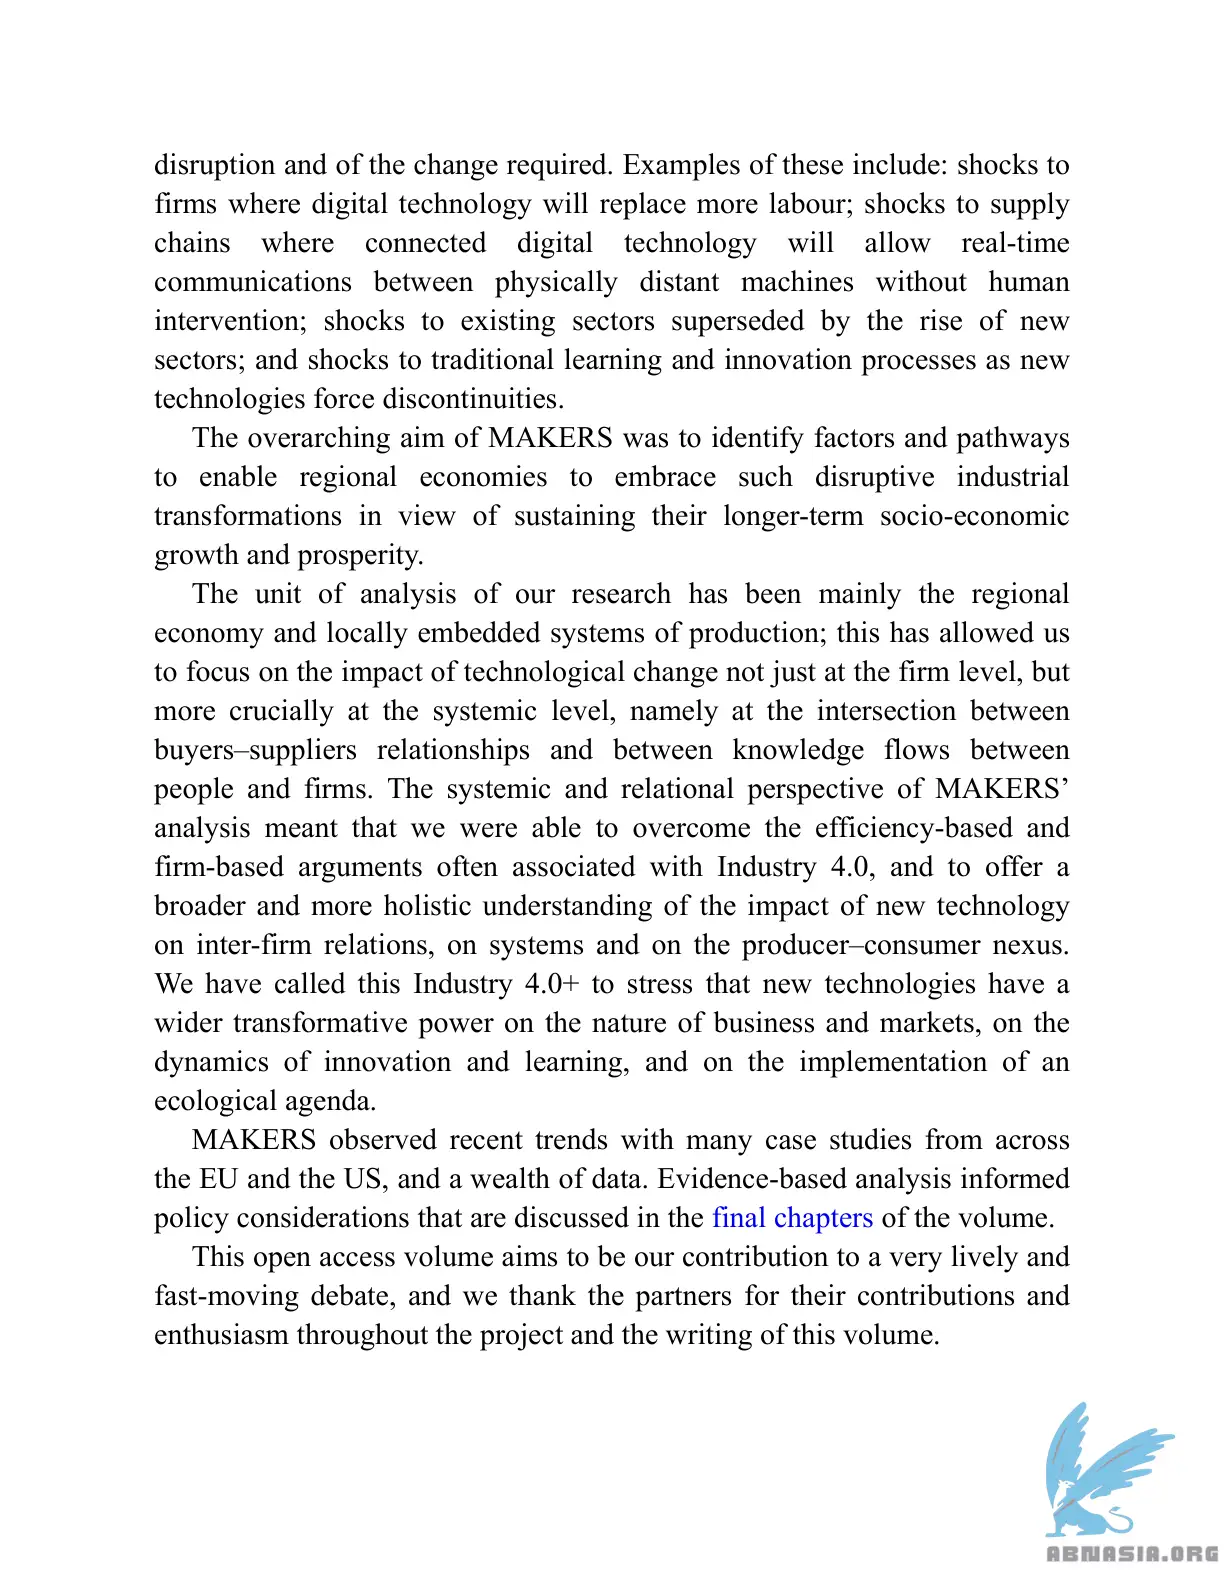 disruption and of the change required. Examples of these include: shocks to
firms where digital technology will replace more labour; shocks to supply
chains where connected digital technology will allow real-time
communications between physically distant machines without human
intervention; shocks to existing sectors superseded by the rise of new
sectors; and shocks to traditional learning and innovation processes as new
technologies force discontinuities.
The overarching aim of MAKERS was to identify factors and pathways
to enable regional economies to embrace such disruptive industrial
transformations in view of sustaining their longer-term socio-economic
growth and prosperity.
The unit of analysis of our research has been mainly the regional
economy and locally embedded systems of production; this has allowed us
to focus on the impact of technological change not just at the firm level, but
more crucially at the systemic level, namely at the intersection between
buyers–suppliers relationships and between knowledge flows between
people and firms. The systemic and relational perspective of MAKERS’
analysis meant that we were able to overcome the efficiency-based and
firm-based arguments often associated with Industry 4.0, and to offer a
broader and more holistic understanding of the impact of new technology
on inter-firm relations, on systems and on the producer–consumer nexus.
We have called this Industry 4.0+ to stress that new technologies have a
wider transformative power on the nature of business and markets, on the
dynamics of innovation and learning, and on the implementation of an
ecological agenda.
MAKERS observed recent trends with many case studies from across
the EU and the US, and a wealth of data. Evidence-based analysis informed
policy considerations that are discussed in the final chapters of the volume.
This open access volume aims to be our contribution to a very lively and
fast-moving debate, and we thank the partners for their contributions and
enthusiasm throughout the project and the writing of this volume.
ABNASIA.ORG